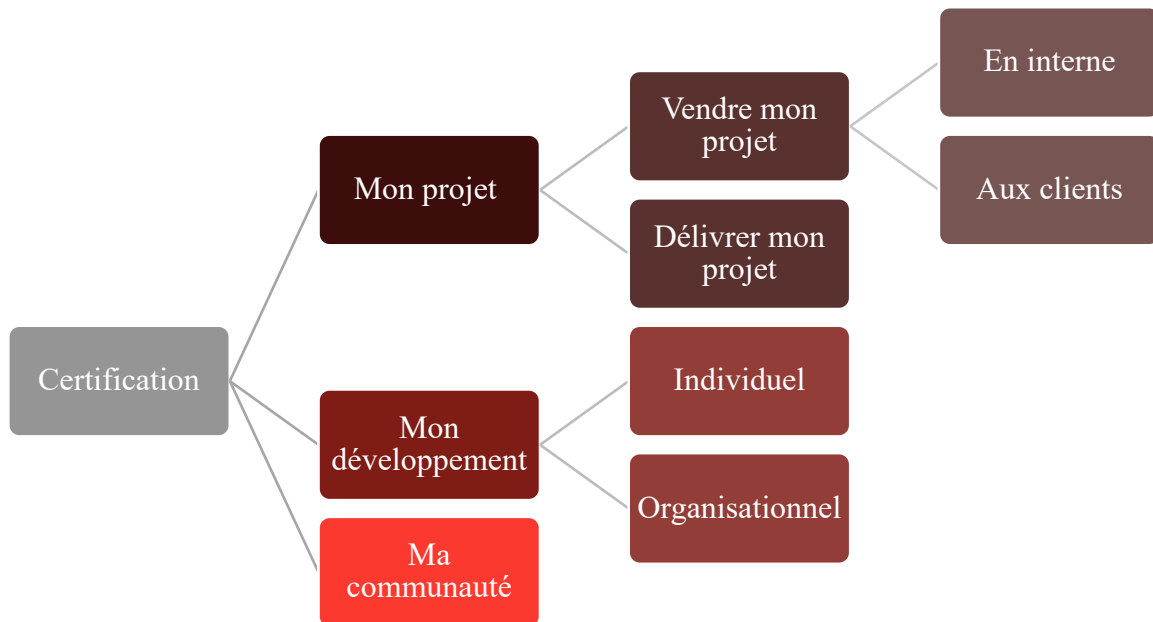 Certification
Mon projet
Vendre mon
projet
En interne
Aux clients
Délivrer mon
projet
Mon
développement
Individuel
Organisationnel
Ma
communauté